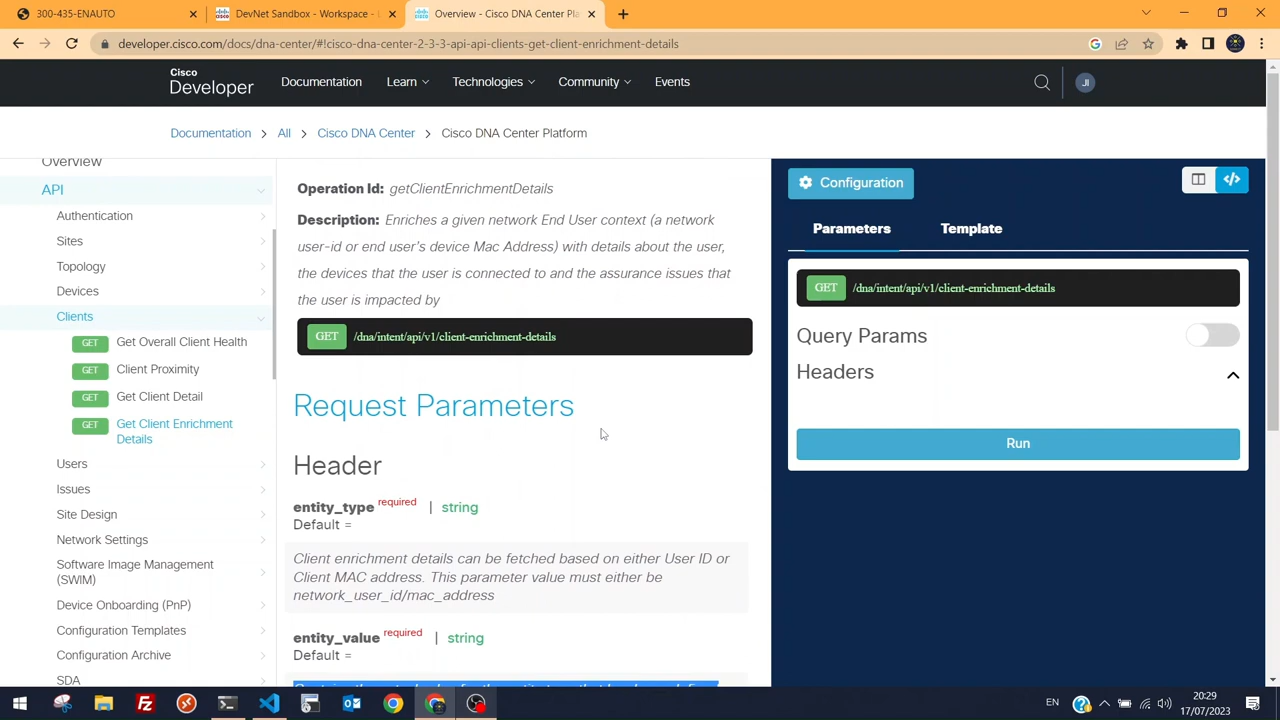 300-435-ENAUTO
DevNet Sandbox - Workspace - L
Overview - Cisco DNA Center Pla
developer.cisco.com/docs/dna-center/#!cisco-dna-center-2-3-3-api-api-clients-get-client-enrichment-details
Cisco
Developer
Documentation
Learn
Technologies
Community
Events
JI
Documentation > All > Cisco DNA Center > Cisco DNA Center Platform
Overview
API
Authentication
Sites
Topology
Devices
Clients
GET Get Overall Client Health
GET Client Proximity
GET Get Client Detail
GET Get Client Enrichment
Details
Users
Issues
Site Design
Network Settings
Software Image Management
(SWIM)
Device Onboarding (PnP)
Configuration Templates
Configuration Archive
SDA
Operation Id: getClientEnrichmentDetails
Description: Enriches a given network End User context (a network
user-id or end user's device Mac Address) with details about the user,
the devices that the user is connected to and the assurance issues that
the user is impacted by
GET /dna/intent/api/v1/client-enrichment-details
Request Parameters
Header
entity_type required | string
Default =
Client enrichment details can be fetched based on either User ID or
Client MAC address. This parameter value must either be
network_user_id/mac_address
entity_value required | string
Default =
Configuration
</>
Parameters
Template
GET /dna/intent/api/v1/client-enrichment-details
Query Params
Headers
Run
EN
20:29
17/07/2023